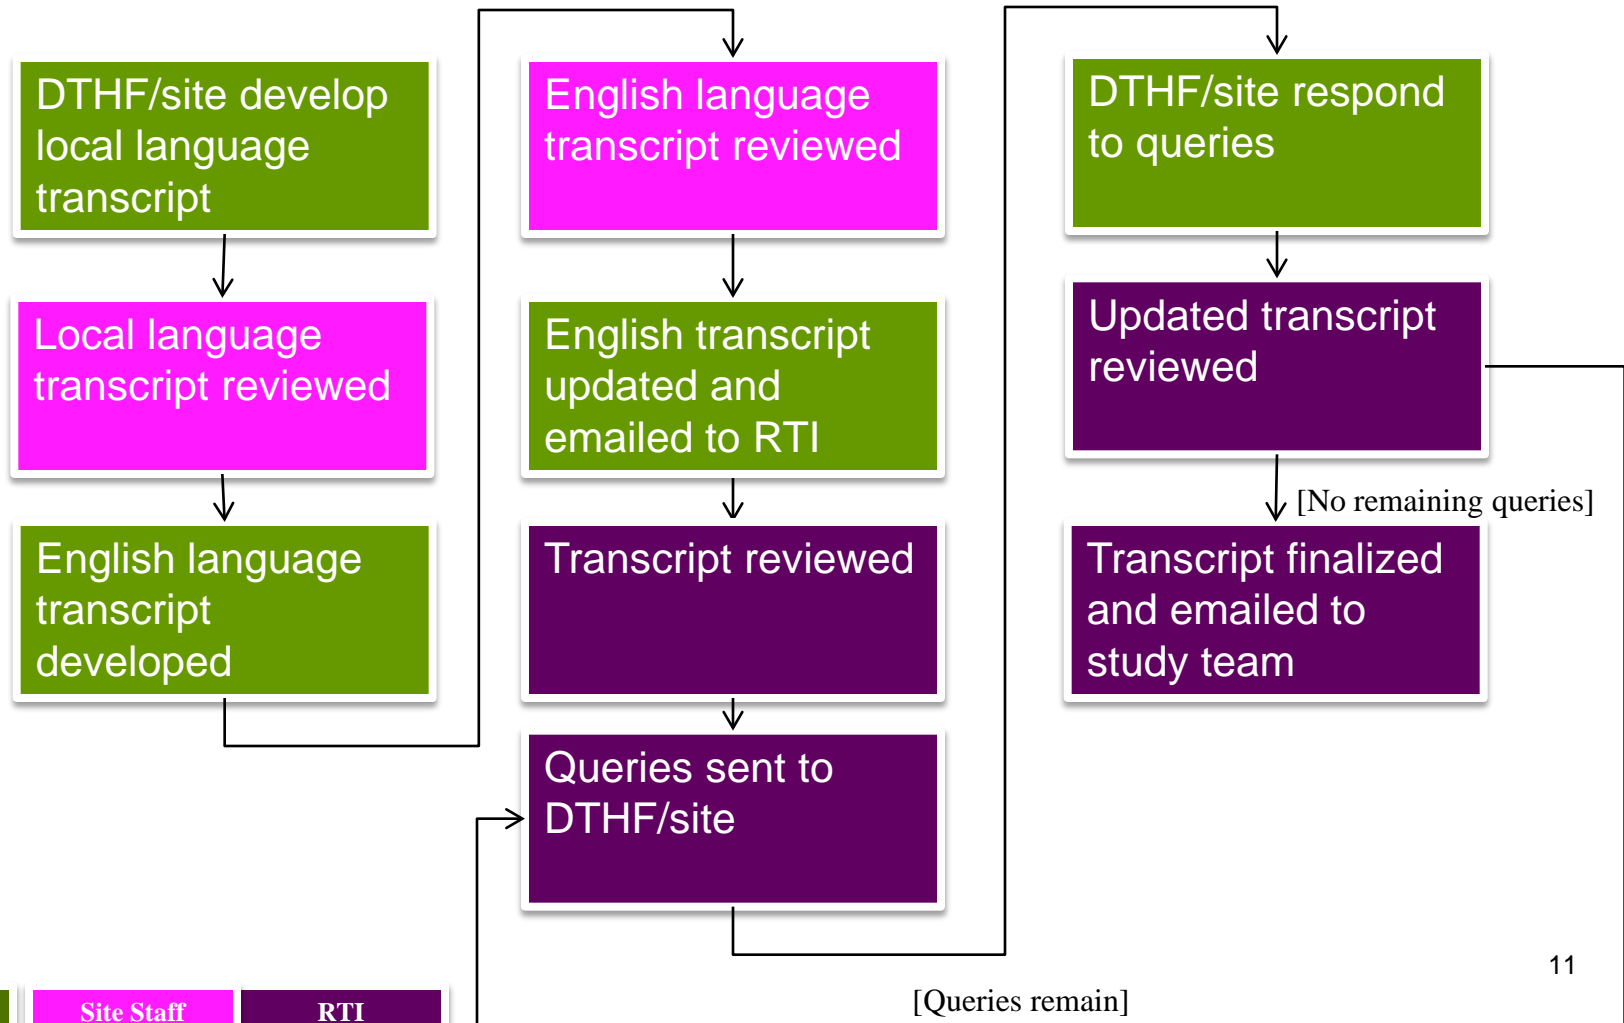 DTHF/site develop
local language
transcript
Local language
transcript reviewed
English language
transcript
developed
English language
transcript reviewed
English transcript
updated and
emailed to RTI
Transcript reviewed
Queries sent to
DTHF/site
DTHF/site respond
to queries
Updated transcript
reviewed
[No remaining queries]
Transcript finalized
and emailed to
study team
[Queries remain]
11
Site Staff
RTI